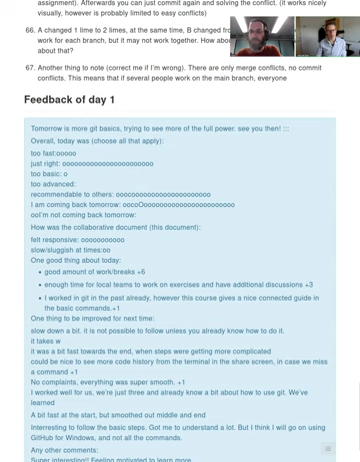 assignment). Afterwards you can just commit again and solving the conflict. (it works nicely
visually, however is probably limited to easy conflicts)
66. A changed 1 lime to 2 limes, at the same time, B changed
work for each branch, but it may not work together. How
about that?
67. Another thing to note (correct me if I'm wrong). There are only merge conflicts, no commit
conflicts. This means that if several people work on the main branch, everyone
Feedback of day 1
Tomorrow is more git basics, trying to see more of the full power. see you then! :::
Overall, today was (choose all that apply):
too fast:ooooo
just right: ooooooooooooooooooooooo
too basic: o
too advanced:
recommendable to others:
I am coming back tomorrow:
ooI'm not coming back tomorrow:
How was the collaborative document (this document):
felt responsive: ooooooooooo
slow/sluggish at times:oo
One good thing about today:
• good amount of work/breaks +6
• enough time for local teams to work on exercises and have additional discussions +3
• I worked in git in the past already, however this course gives a nice connected guide in
the basic commands.+1
One thing to be improved for next time:
slow down a bit. it is not possible to follow unless you already know how to do it.
it takes w
it was a bit fast towards the end, when steps were getting more complicated
could be nice to see more code history from the terminal in the share screen, in case we miss
a command +1
No complaints, everything was super smooth. +1
I worked well for us, we're just three and already know a bit about how to use git. We've
learned
A bit fast at the start, but smoothed out middle and end
Interresting to follow the basic steps. Got me to understand a lot. But I think I will go on using
GitHub for Windows, and not all the commands.
Any other comments:
Super interesting!! Feeling motivated to learn more